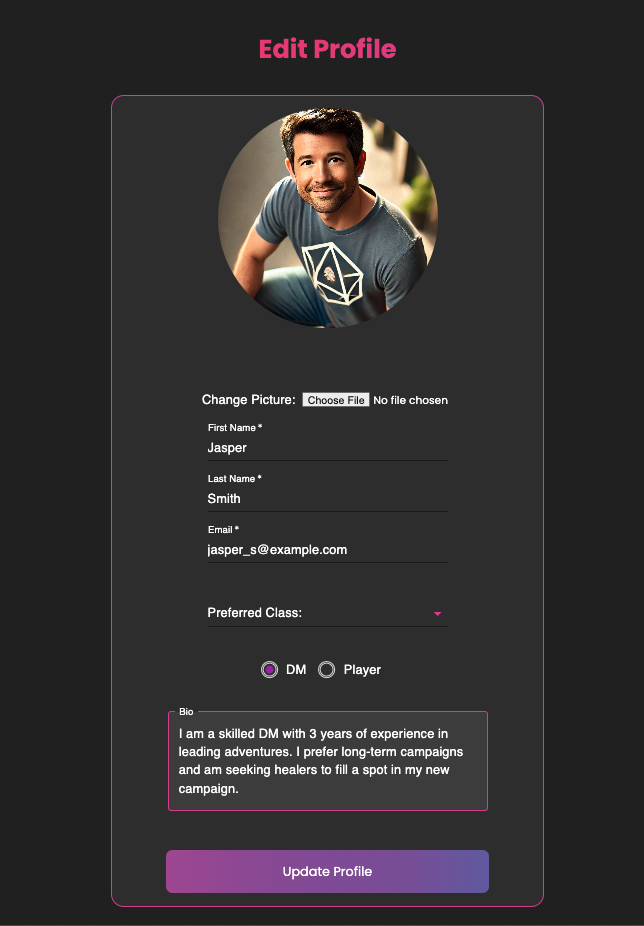 Edit Profile
Change Picture: Choose File No file chosen
First Name *
Jasper
Last Name *
Smith
Email *
jasper_s@example.com
Preferred Class:
DM Player
Bio
I am a skilled DM with 3 years of experience in
leading adventures. I prefer long-term campaigns
and am seeking healers to fill a spot in my new
campaign.
Update Profile